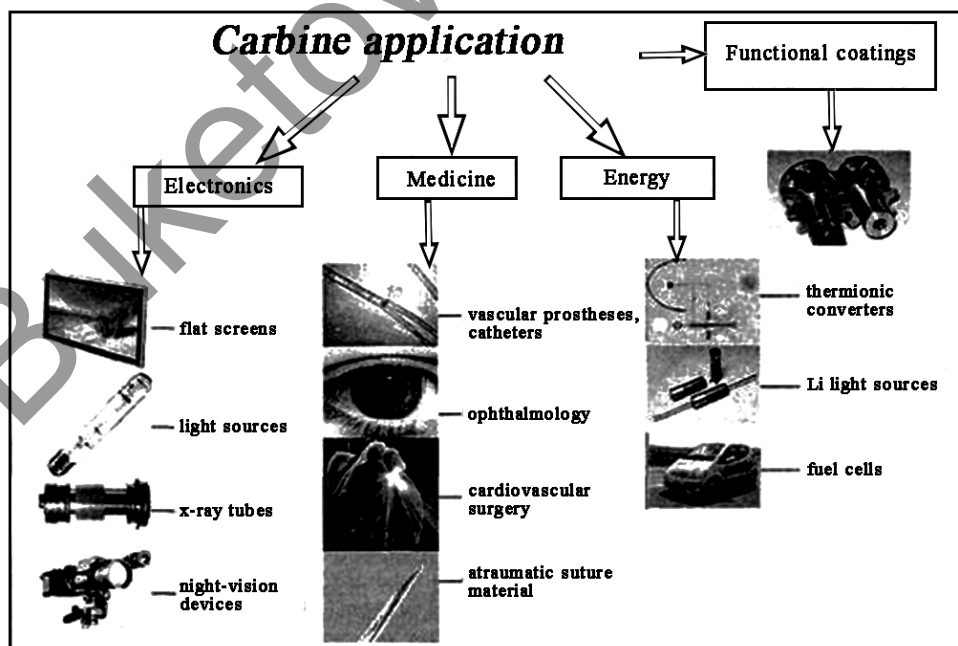 Carbine application
Functional coatings
Electronics
Medicine
Energy
flat screens
light sources
x-ray tubes
night-vision
devices
vascular prostheses,
catheters
ophthalmology
cardiovascular
surgery
atraumatic suture
material
thermionic
converters
Li light sources
fuel cells
Buketov